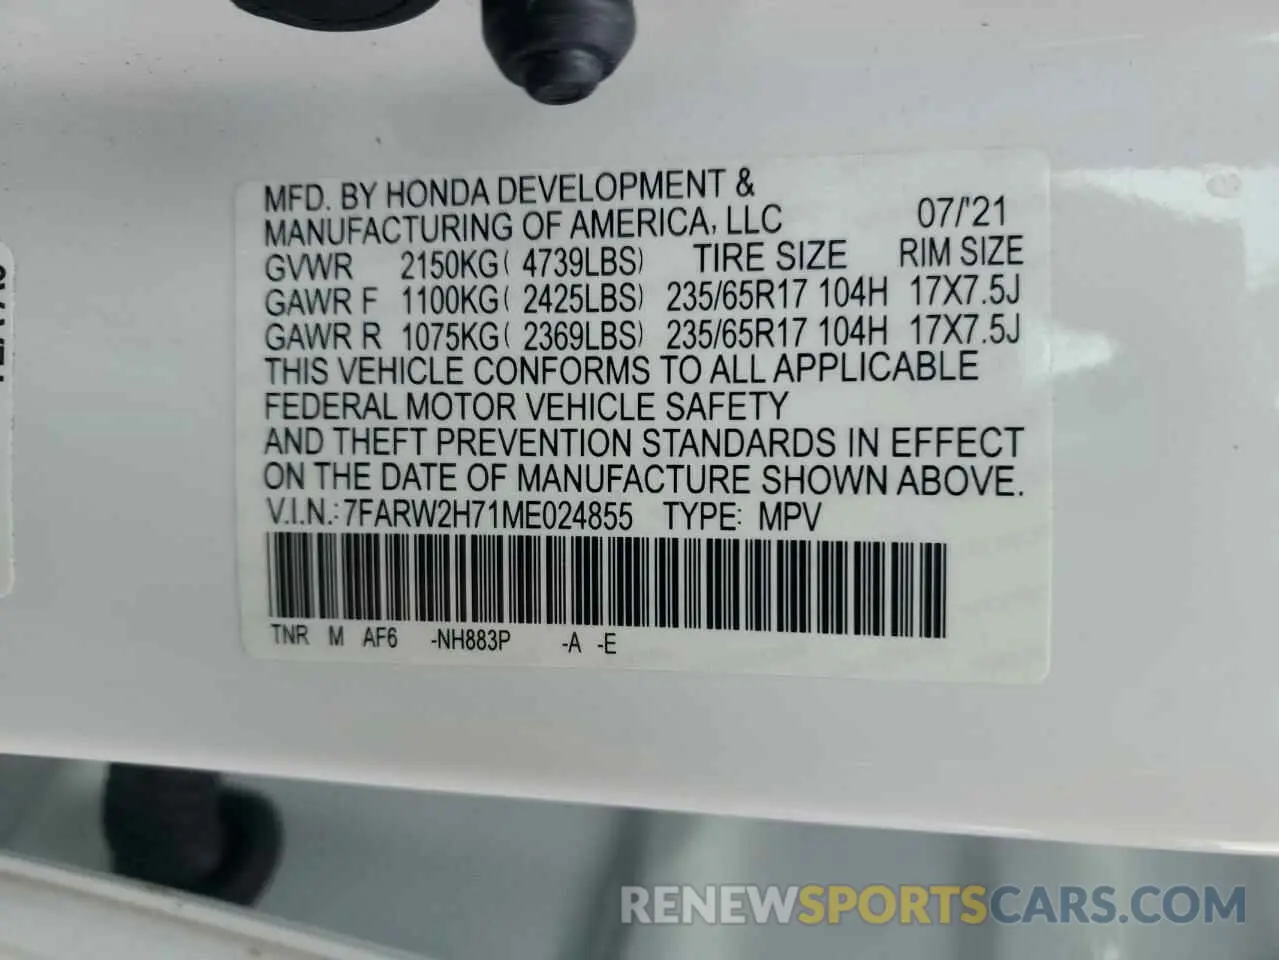 MFD. BY HONDA DEVELOPMENT &
MANUFACTURING OF AMERICA, LLC 07/'21
GVWR 2150KG( 4739LBS) TIRE SIZE RIM SIZE
GAWR F 1100KG( 2425LBS) 235/65R17 104H 17X7.5J
GAWR R 1075KG( 2369LBS) 235/65R17 104H 17X7.5J
THIS VEHICLE CONFORMS TO ALL APPLICABLE
FEDERAL MOTOR VEHICLE SAFETY
AND THEFT PREVENTION STANDARDS IN EFFECT
ON THE DATE OF MANUFACTURE SHOWN ABOVE.
V.I.N.: 7FARW2H71ME024855 TYPE: MPV
TNR M AF6 -NH883P -A -E
RENEWSPORTSCARS.COM